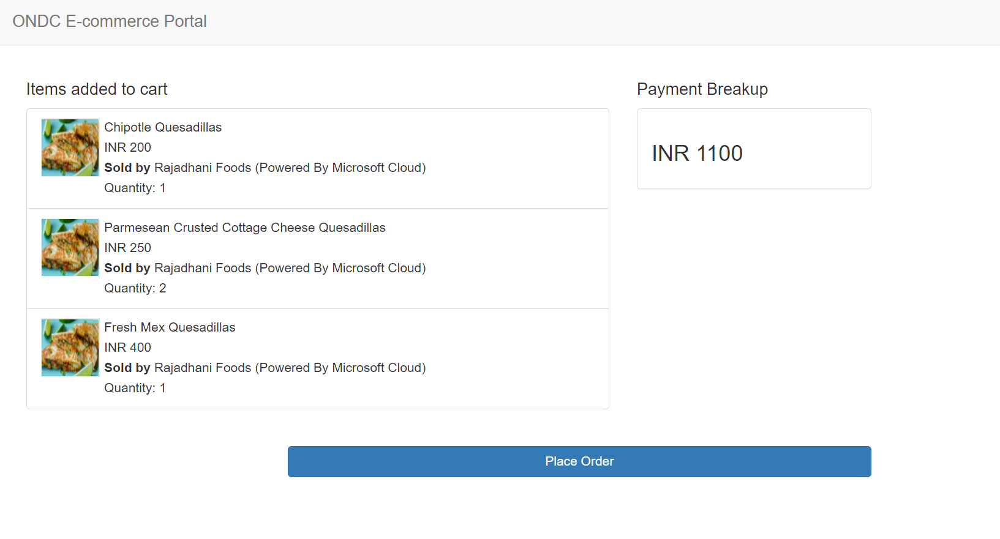 ONDC E-commerce Portal
Items added to cart
Chipotle Quesadillas
INR 200
Sold by Rajadhani Foods (Powered By Microsoft Cloud)
Quantity: 1
Parmesean Crusted Cottage Cheese Quesadillas
INR 250
Sold by Rajadhani Foods (Powered By Microsoft Cloud)
Quantity: 2
Fresh Mex Quesadillas
INR 400
Sold by Rajadhani Foods (Powered By Microsoft Cloud)
Quantity: 1
Payment Breakup
INR 1100
Place Order